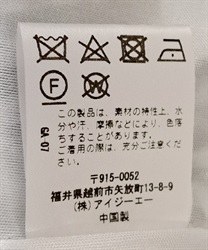 F
W
この製品は、素材の特性上、水
分や汗、摩擦などにより、色落
ちすることがあります。
ご着用の際は、充分ご注意くだ
さい。
GA-07
〒915-0052
福井県越前市矢放町13-8-9
(株)アイジーエー
中国製